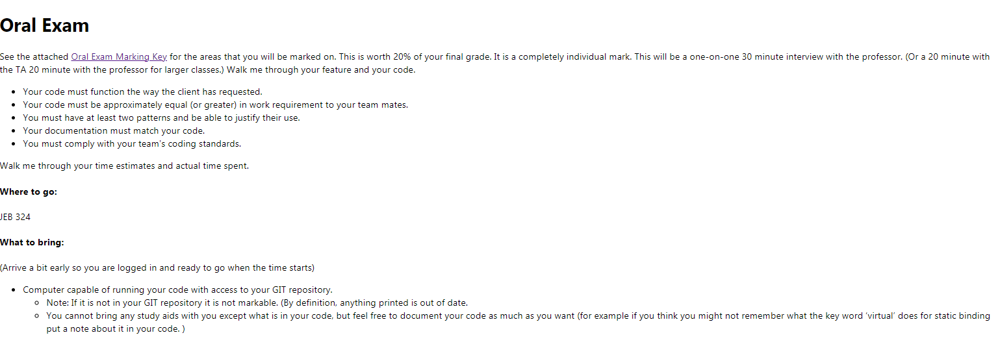 Oral Exam
See the attached Oral Exam Marking Key for the areas that you will be marked on. This is worth 20% of your final grade. It is a completely individual mark. This will be a one-on-one 30 minute interview with the professor. (Or a 20 minute with
the TA 20 minute with the professor for larger classes.) Walk me through your feature and your code.
• Your code must function the way the client has requested.
• Your code must be approximately equal (or greater) in work requirement to your team mates.
• You must have at least two patterns and be able to justify their use.
• Your documentation must match your code.
• You must comply with your team's coding standards.
Walk me through your time estimates and actual time spent.
Where to go:
JEB 324
What to bring:
(Arrive a bit early so you are logged in and ready to go when the time starts)
• Computer capable of running your code with access to your GIT repository.
◦ Note: If it is not in your GIT repository it is not markable. (By definition, anything printed is out of date.
◦ You cannot bring any study aids with you except what is in your code, but feel free to document your code as much as you want (for example if you think you might not remember what the key word ‘virtual’ does for static binding
put a note about it in your code. )